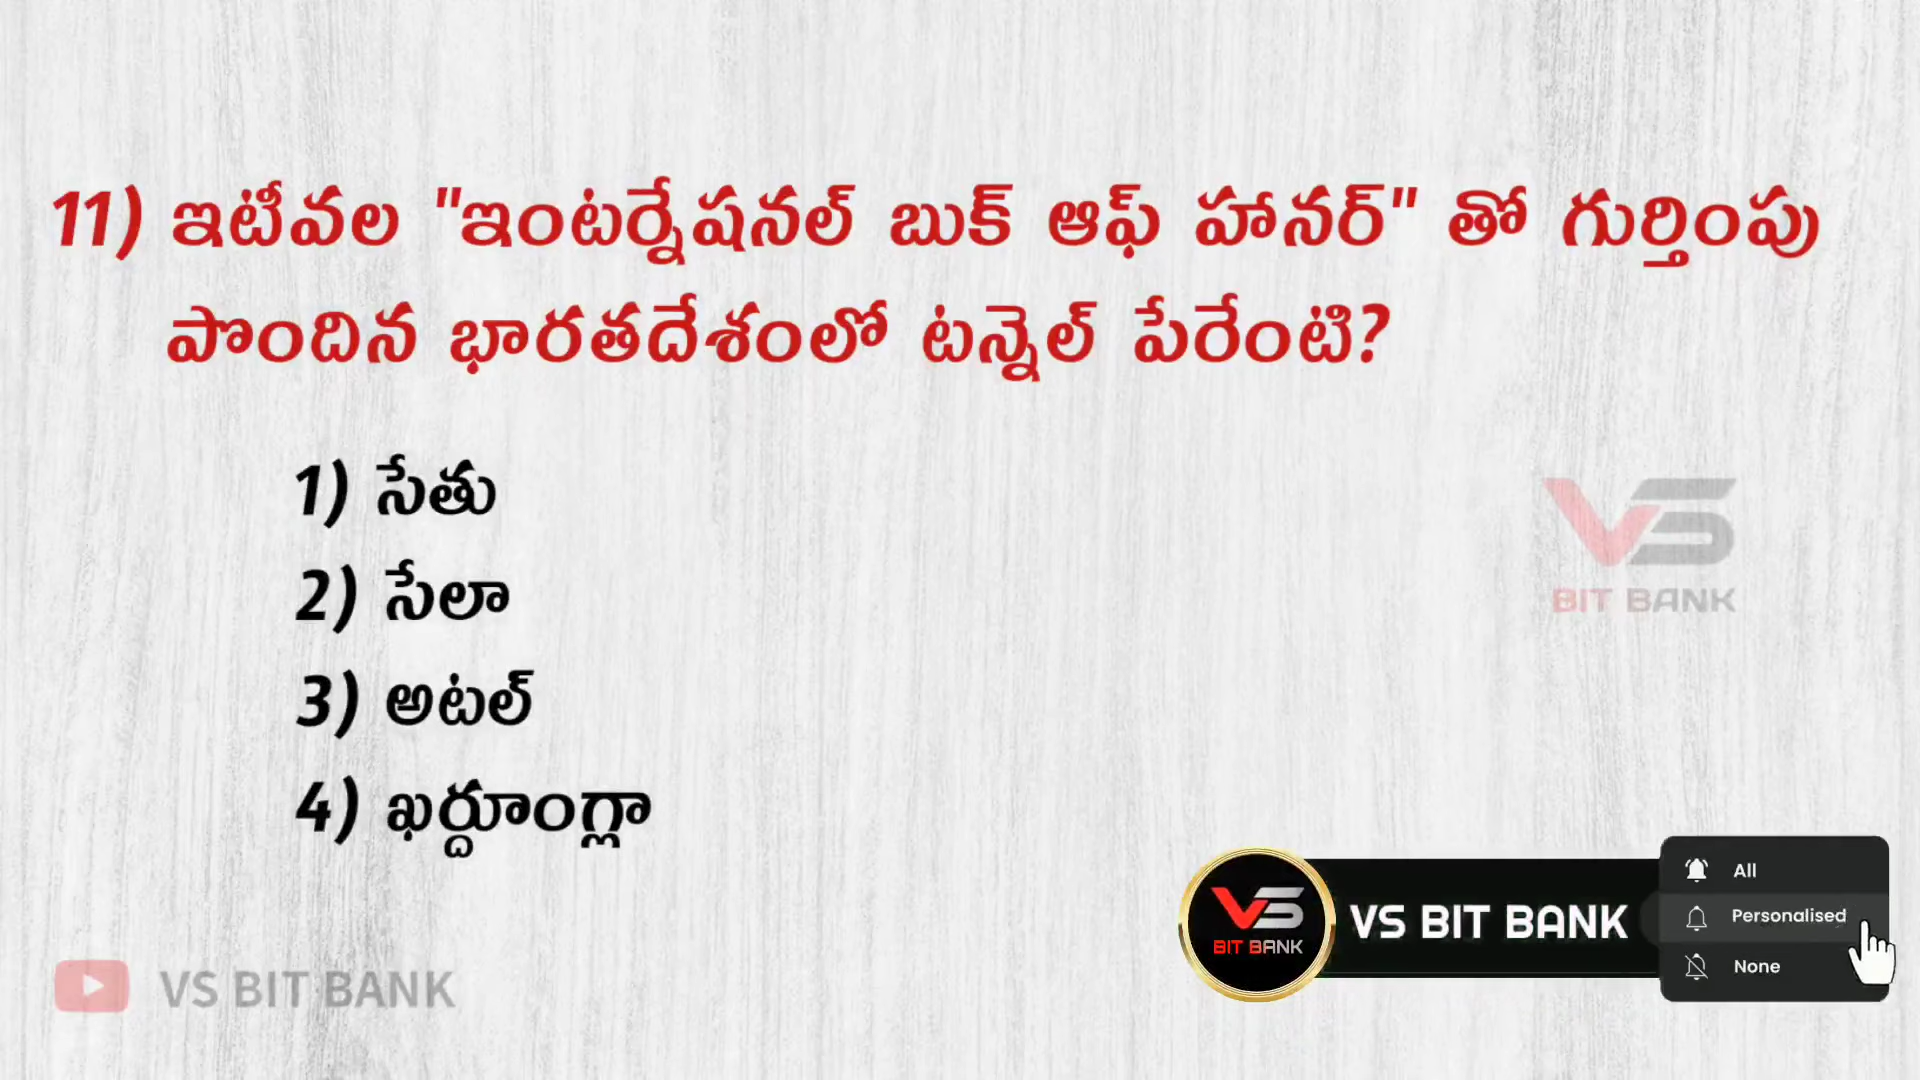 11) ఇటీవల "ఇంటర్నేషనల్ బుక్ ఆఫ్ హానర్" తో గుర్తింపు
పొందిన భారతదేశంలో టన్నెల్ పేరేంటి?
1) సేతు
2) సేలా
3) అటల్
4) ఖర్దూంగ్లా
VS
BIT BANK
VS
BIT BANK
VS BIT BANK
All
Personalised
None
VS BIT BANK